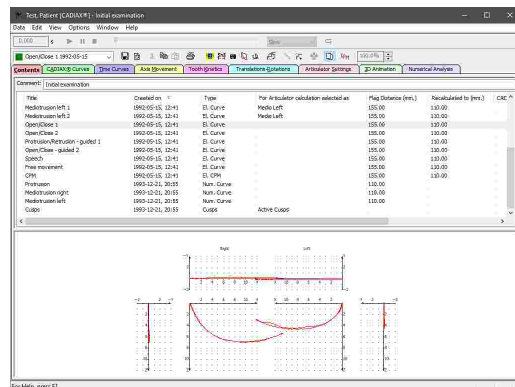 Test, Patient (CADIAX®) - Initial examination
Data Edit View Options Window Help
0.000 s Slow
Open/Close 1 1992-05-15 100.0%
Contents CADIAX® Curves Time Curves Axis Movement Tooth Kinetics Translations-Rotations Articulator Settings 3D Animation Numerical Analysis
Comment: Initial examination
Title Created on Type For Articulator calculation selected as Flag Distance (mm.) Recalculated to (mm.)
Mediotrusion left 1 1992-05-15, 12:41 El. Curve Medio Left 155.00 110.00
Mediotrusion left 2 1992-05-15, 12:41 El. Curve Medio Left 155.00 110.00
Open/Close 1 1992-05-15, 12:41 El. Curve 155.00 110.00
Open/Close 2 1992-05-15, 12:41 El. Curve 155.00 110.00
Protrusion/Retrusion - guided 1 1992-05-15, 12:41 El. Curve 155.00 110.00
Open/Close - guided 2 1992-05-15, 12:41 El. Curve 155.00 110.00
Speech 1992-05-15, 12:41 El. Curve 155.00 110.00
Free movement 1992-05-15, 12:41 El. Curve 155.00 110.00
CPM 1992-05-15, 12:41 El. CPM 155.00 110.00
Protrusion 1993-12-21, 20:55 Num. Curve 110.00
Mediotrusion right 1993-12-21, 20:55 Num. Curve 110.00
Mediotrusion left 1993-12-21, 20:55 Num. Curve 110.00
Cusps 1993-12-21, 20:55 Cusps Active Cusps
Right Left
For Help, press F1